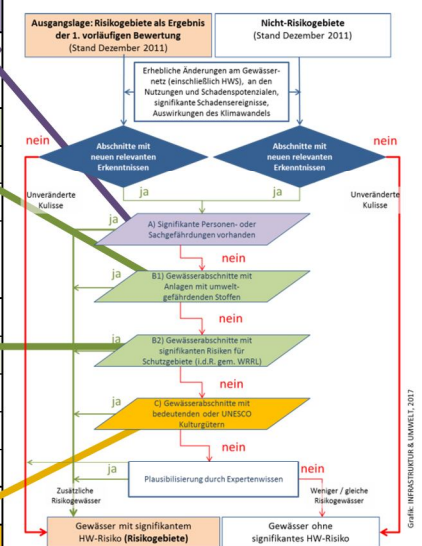 Ausgangslage: Risikogebiete als Ergebnis
der 1. vorläufigen Bewertung
(Stand Dezember 2011)
Nicht-Risikogebiete
(Stand Dezember 2011)
Erhebliche Änderungen am Gewässer-
netz (einschließlich HWS), an den
Nutzungen und Schadenspotenzialen,
signifikante Schadensereignisse,
Auswirkungen des Klimawandels
nein
Abschnitte mit
neuen relevanten
Erkenntnissen
Abschnitte mit
neuen relevanten
Erkenntnissen
nein
Unveränderte
Kulisse
ja
ja
Unveränderte
Kulisse
ja
A) Signifikante Personen- oder
Sachgefährdungen vorhanden
nein
ja
B1) Gewässerabschnitte mit
Anlagen mit umwelt-
gefährdenden Stoffen
nein
ja
B2) Gewässerabschnitte mit
signifikanten Risiken für
Schutzgebiete (i.d.R. gem. WRRL)
nein
ja
C) Gewässerabschnitte mit
bedeutenden oder UNESCO
Kulturgütern
nein
ja
Plausibilisierung durch Expertenwissen
nein
Zusätzliche
Risikogewässer
Weniger / gleiche
Risikogewässer
Gewässer mit signifikantem
HW-Risiko (Risikogebiete)
Gewässer ohne
signifikantes HW-Risiko
Grafik: INFRASTRUKTUR & UMWELT, 2017